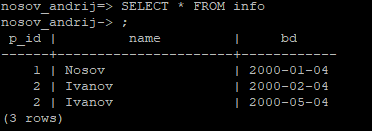 nosov_andrij=> SELECT * FROM info
nosov_andrij-> ;
 p_id |         name         |     bd
------+----------------------+------------
    1 | Nosov                | 2000-01-04
    2 | Ivanov               | 2000-02-04
    2 | Ivanov               | 2000-05-04
(3 rows)